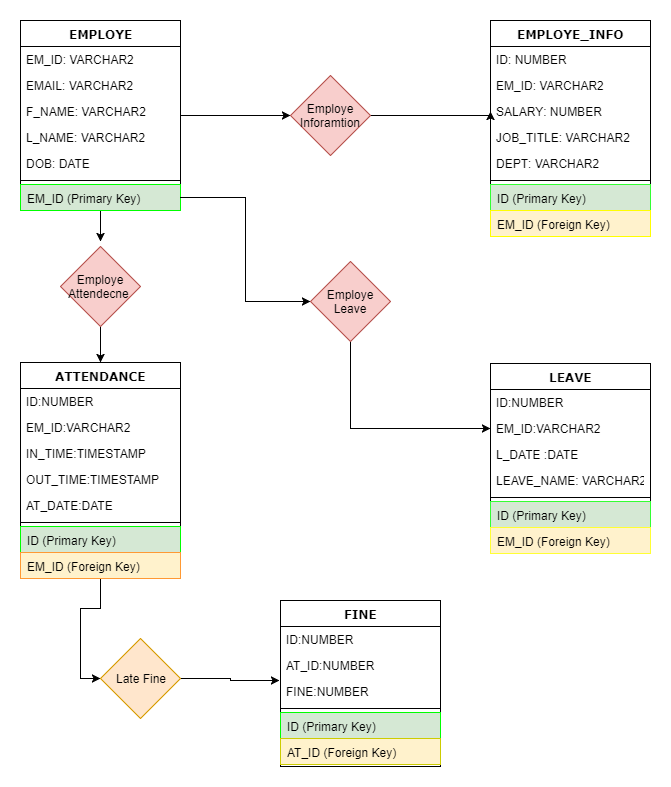 EMPLOYE
EM_ID: VARCHAR2
EMAIL: VARCHAR2
F_NAME: VARCHAR2
L_NAME: VARCHAR2
DOB: DATE
EM_ID (Primary Key)
Employe
Inforamtion
EMPLOYE_INFO
ID: NUMBER
EM_ID: VARCHAR2
SALARY: NUMBER
JOB_TITLE: VARCHAR2
DEPT: VARCHAR2
ID (Primary Key)
EM_ID (Foreign Key)
Employe
Attendecne
Employe
Leave
ATTENDANCE
ID:NUMBER
EM_ID:VARCHAR2
IN_TIME:TIMESTAMP
OUT_TIME:TIMESTAMP
AT_DATE:DATE
ID (Primary Key)
EM_ID (Foreign Key)
LEAVE
ID:NUMBER
EM_ID:VARCHAR2
L_DATE :DATE
LEAVE_NAME: VARCHAR2
ID (Primary Key)
EM_ID (Foreign Key)
Late Fine
FINE
ID:NUMBER
AT_ID:NUMBER
FINE:NUMBER
ID (Primary Key)
AT_ID (Foreign Key)